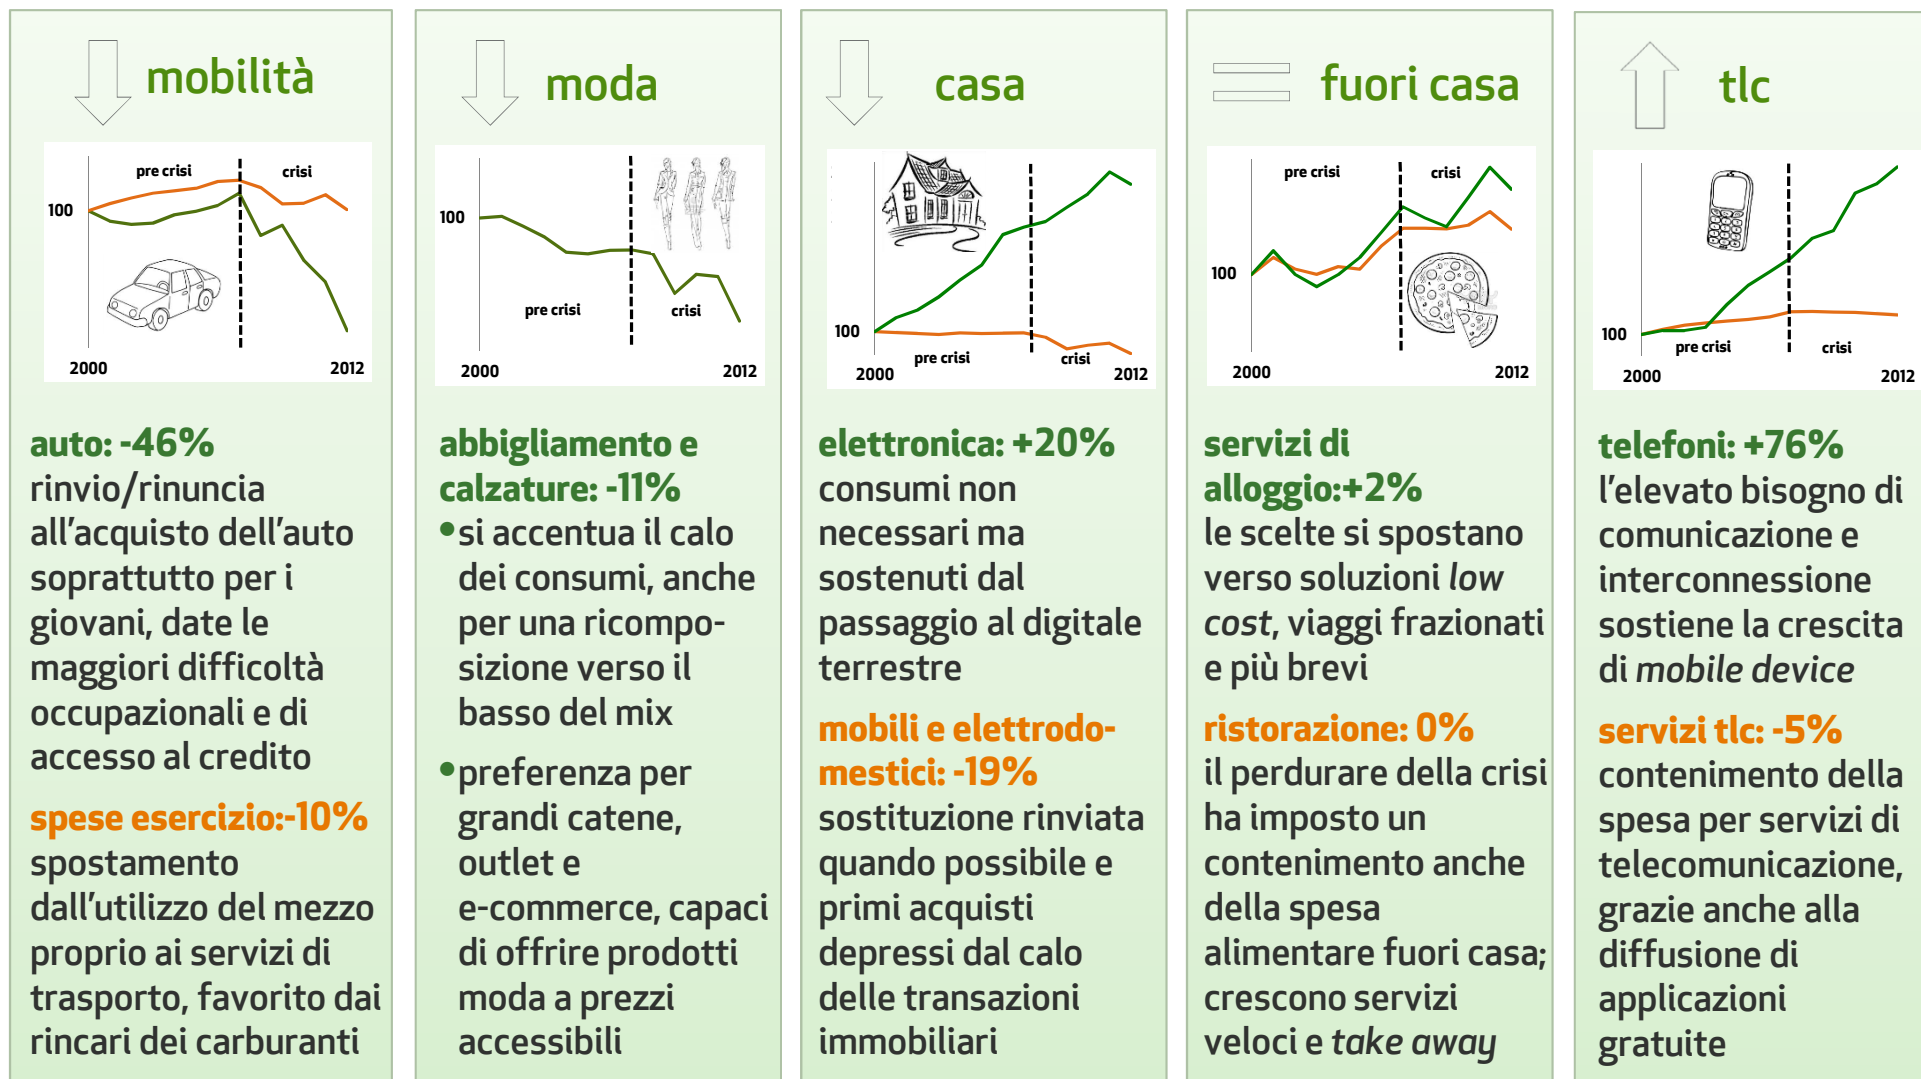 mobilità
pre crisi
crisi
100
2000
2012
auto: -46%
rinvio/rinuncia
all’acquisto dell’auto
soprattutto per i
giovani, date le
maggiori difficoltà
occupazionali e di
accesso al credito
spese esercizio:-10%
spostamento
dall’utilizzo del mezzo
proprio ai servizi di
trasporto, favorito dai
rincari dei carburanti
moda
100
pre crisi
crisi
2000
2012
abbigliamento e
calzature: -11%
•si accentua il calo
dei consumi, anche
per una ricompo-
sizione verso il
basso del mix
•preferenza per
grandi catene,
outlet e
e-commerce, capaci
di offrire prodotti
moda a prezzi
accessibili
casa
100
pre crisi
crisi
2000
2012
elettronica: +20%
consumi non
necessari ma
sostenuti dal
passaggio al digitale
terrestre
mobili e elettrodo-
mestici: -19%
sostituzione rinviata
quando possibile e
primi acquisti
depressi dal calo
delle transazioni
immobiliari
fuori casa
pre crisi
crisi
100
2000
2012
servizi di
alloggio:+2%
le scelte si spostano
verso soluzioni low
cost, viaggi frazionati
e più brevi
ristorazione: 0%
il perdurare della crisi
ha imposto un
contenimento anche
della spesa
alimentare fuori casa;
crescono servizi
veloci e take away
tlc
100
pre crisi
crisi
2000
2012
telefoni: +76%
l’elevato bisogno di
comunicazione e
interconnessione
sostiene la crescita
di mobile device
servizi tlc: -5%
contenimento della
spesa per servizi di
telecomunicazione,
grazie anche alla
diffusione di
applicazioni
gratuite